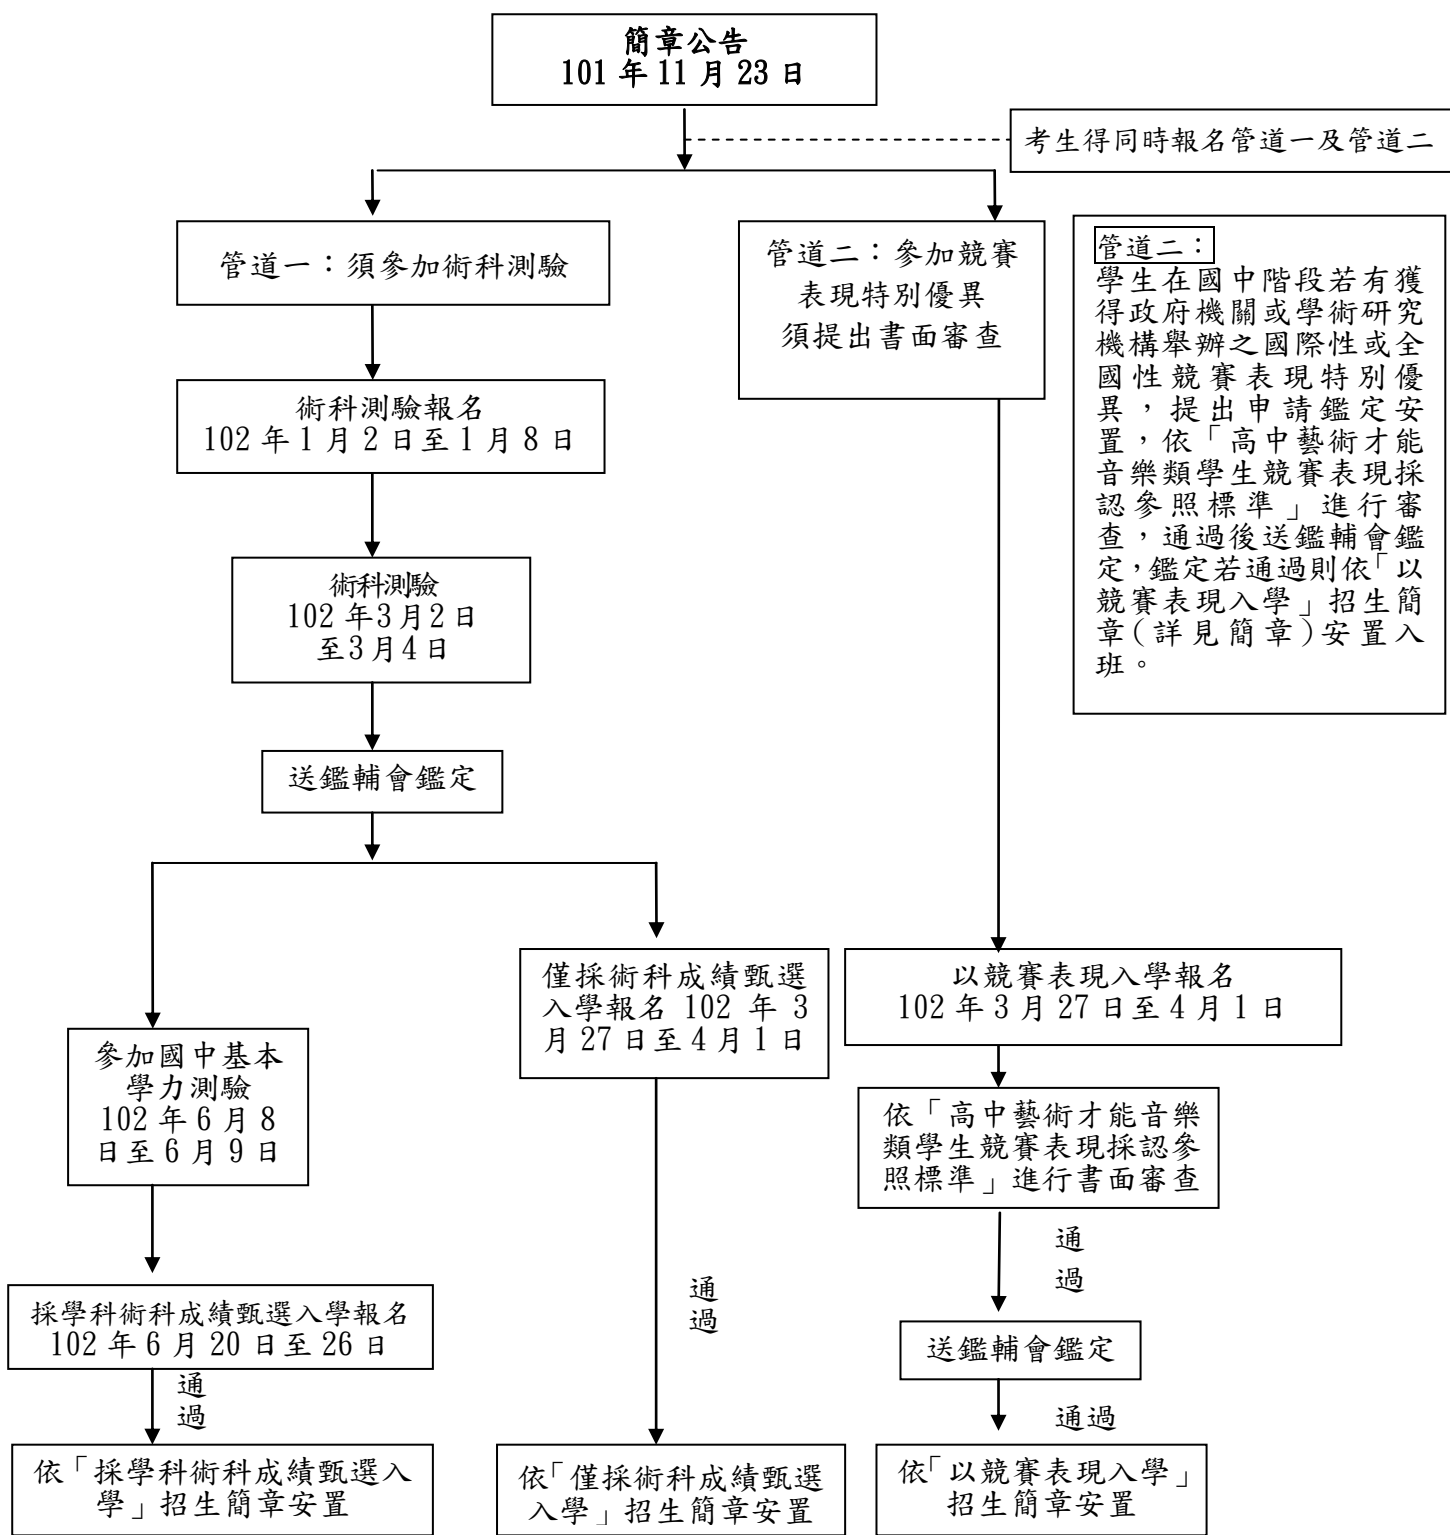 簡章公告
101 年 11 月 23 日
考生得同時報名管道一及管道二
管道一：須參加術科測驗
管道二：參加競賽
表現特別優異
須提出書面審查
管道二：
學生在國中階段若有獲
得政府機關或學術研究
機構舉辦之國際性或全
國性競賽表現特別優
異，提出申請鑑定安
置，依「高中藝術才能
音樂類學生競賽表現採
認參照標準」進行審
查，通過後送鑑輔會鑑
定，鑑定若通過則依「以
競賽表現入學」招生簡
章(詳見簡章)安置入
班。
術科測驗報名
102 年 1 月 2 日至 1 月 8 日
術科測驗
102 年3月2日
至3月4日
送鑑輔會鑑定
參加國中基本
學力測驗
102 年 6 月 8
日至 6 月 9 日
僅採術科成績甄選
入學報名 102 年 3
月 27 日至 4 月 1 日
以競賽表現入學報名
102 年 3 月 27 日至 4 月 1 日
依「高中藝術才能音樂
類學生競賽表現採認參
照標準」進行書面審查
通
過
採學科術科成績甄選入學報名
102 年 6 月 20 日至 26 日
通
過
通
過
送鑑輔會鑑定
通過
依「採學科術科成績甄選入
學」招生簡章安置
依「僅採術科成績甄選
入學」招生簡章安置
依「以競賽表現入學」
招生簡章安置